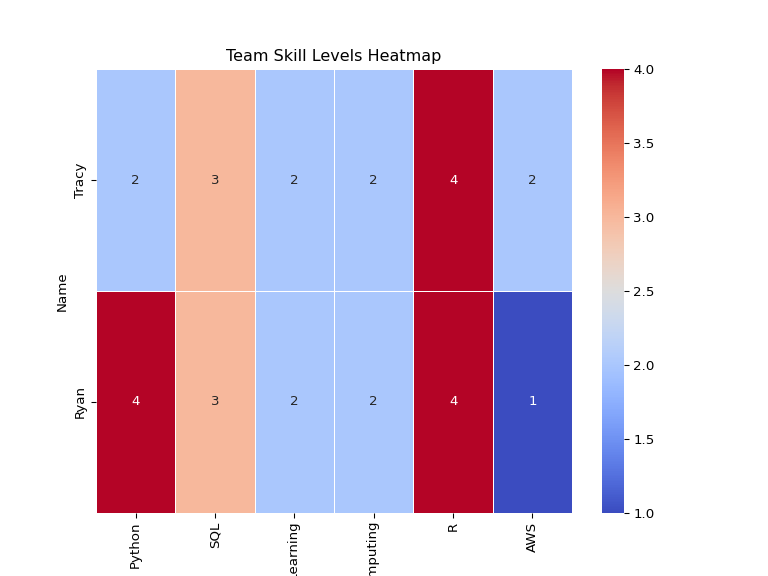 Team Skill Levels Heatmap
Name
Tracy
2 3 2 2 4 2
Ryan
4 3 2 2 4 1
Python
SQL
R
AWS
4.0
3.5
3.0
2.5
2.0
1.5
1.0